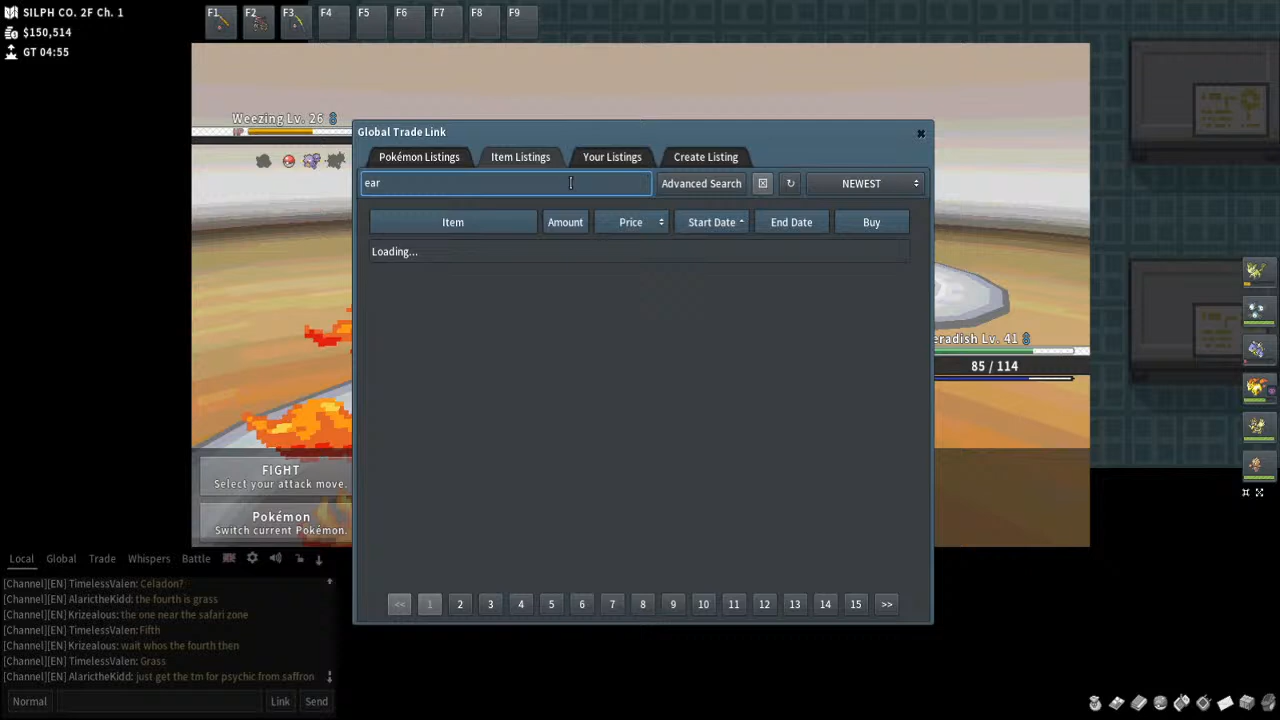 SILPH CO. 2F Ch. 1
$150,514
GT 04:55
F1 F2 F3 F4 F5 F6 F7 F8 F9
Weezing Lv. 26
Global Trade Link
Pokémon Listings Item Listings Your Listings Create Listing
ear Advanced Search NEWEST
Item Amount Price Start Date End Date Buy
Loading...
eradish Lv. 41
85 / 114
FIGHT
Select your attack move.
Pokémon
Switch current Pokémon.
<< 1 2 3 4 5 6 7 8 9 10 11 12 13 14 15 >>
Local Global Trade Whispers Battle
[Channel][EN] TimelessValen: Celadon?
[Channel][EN] AlarictheKidd: the fourth is grass
[Channel][EN] Krizealous: the one near the safari zone
[Channel][EN] TimelessValen: Fifth
[Channel][EN] Krizealous: wait whos the fourth then
[Channel][EN] TimelessValen: Grass
[Channel][EN] AlarictheKidd: just get the tm for psychic from saffron
Normal Link Send